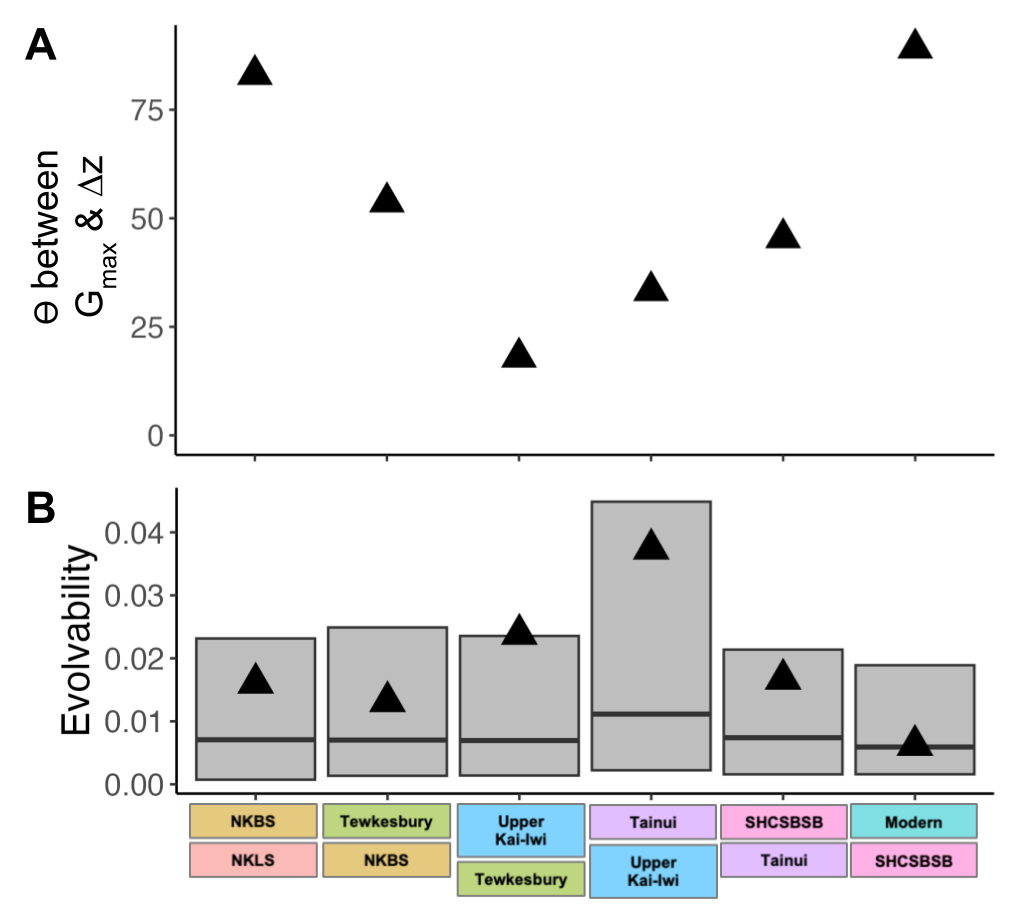 A
Θ between
Gmax & Δz
75
50
25
0
B
Evolvability
0.04
0.03
0.02
0.01
0.00
NKBS
NKLS
Tewkesbury
NKBS
Upper
Kai-Iwi
Tewkesbury
Tainui
Upper
Kai-Iwi
SHCSBSB
Tainui
Modern
SHCSBSB